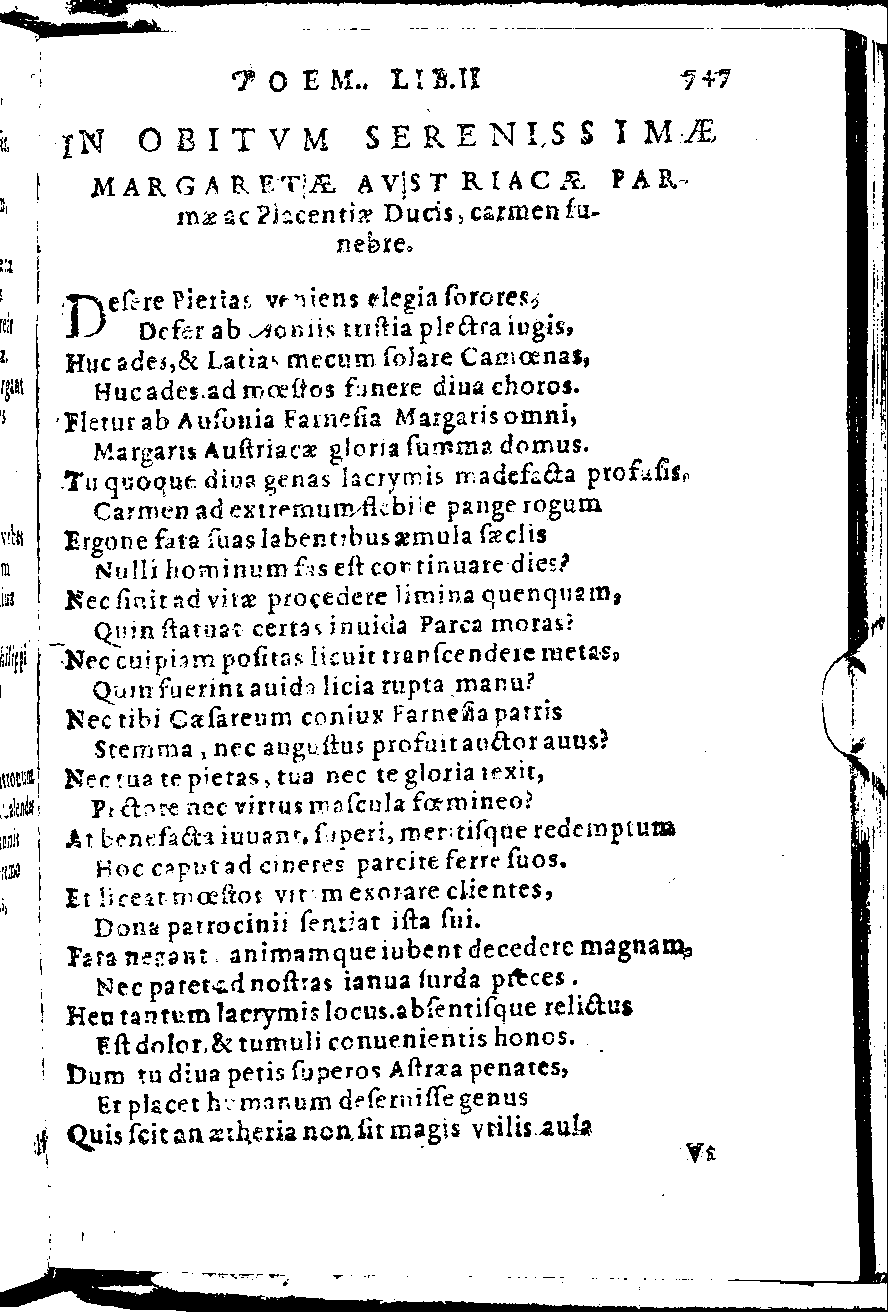 POEM. LIB.II 547
IN OBITVM SERENISSIMÆ
MARGARETÆ AVSTRIACÆ PAR-
mæ ac Placentiæ Ducis, carmen fu-
nebre.
DEſere Pierias veniens elegia ſorores,
Deſer ab Aoniis triſtia plectra iugis,
Huc ades, & Latias mecum ſolare Camœnas,
Huc ades. ad mœſtos funere diua choros.
Fletur ab Auſonia Farneſia Margaris omni,
Margaris Auſtriacæ gloria ſumma domus.
Tu quoque diua genas lacrymis madefacta profuſis,
Carmen ad extremum flebile pange rogum
Ergone fata ſuas labentibus æmula ſæclis
Nulli hominum fas eſt continuare dies?
Nec ſinit ad vitæ procedere limina quenquam,
Quin ſtatuat certas inuida Parca moras?
Nec cuipiam poſitas licuit tranſcendere metas,
Quin fuerint auida licia rupta manu?
Nec tibi Cæſareum coniux Farneſia patris
Stemma, nec auguſtus profuit auctor auus?
Nec tua te pietas, tua nec te gloria texit,
Pectore nec virtus maſcula fœmineo?
At benefacta iuuant, ſuperi, meritiſque redemptum
Hoc caput ad cineres parcite ferre ſuos.
Et liceat mœſtos vitam exorare clientes,
Dona patrocinii ſentiat iſta ſui.
Fata negant, animamque iubent decedere magnam,
Nec patet ad noſtras ianua ſurda preces.
Heu tantum lacrymis locus. abſentiſque relictus
Eſt dolor, & tumuli conuenientis honos.
Dum tu diua petis ſuperos Aſtræa penates,
Et placet humanum deſeruiſſe genus
Quis ſcit an ætheria non ſit magis vtilis aula
Vt